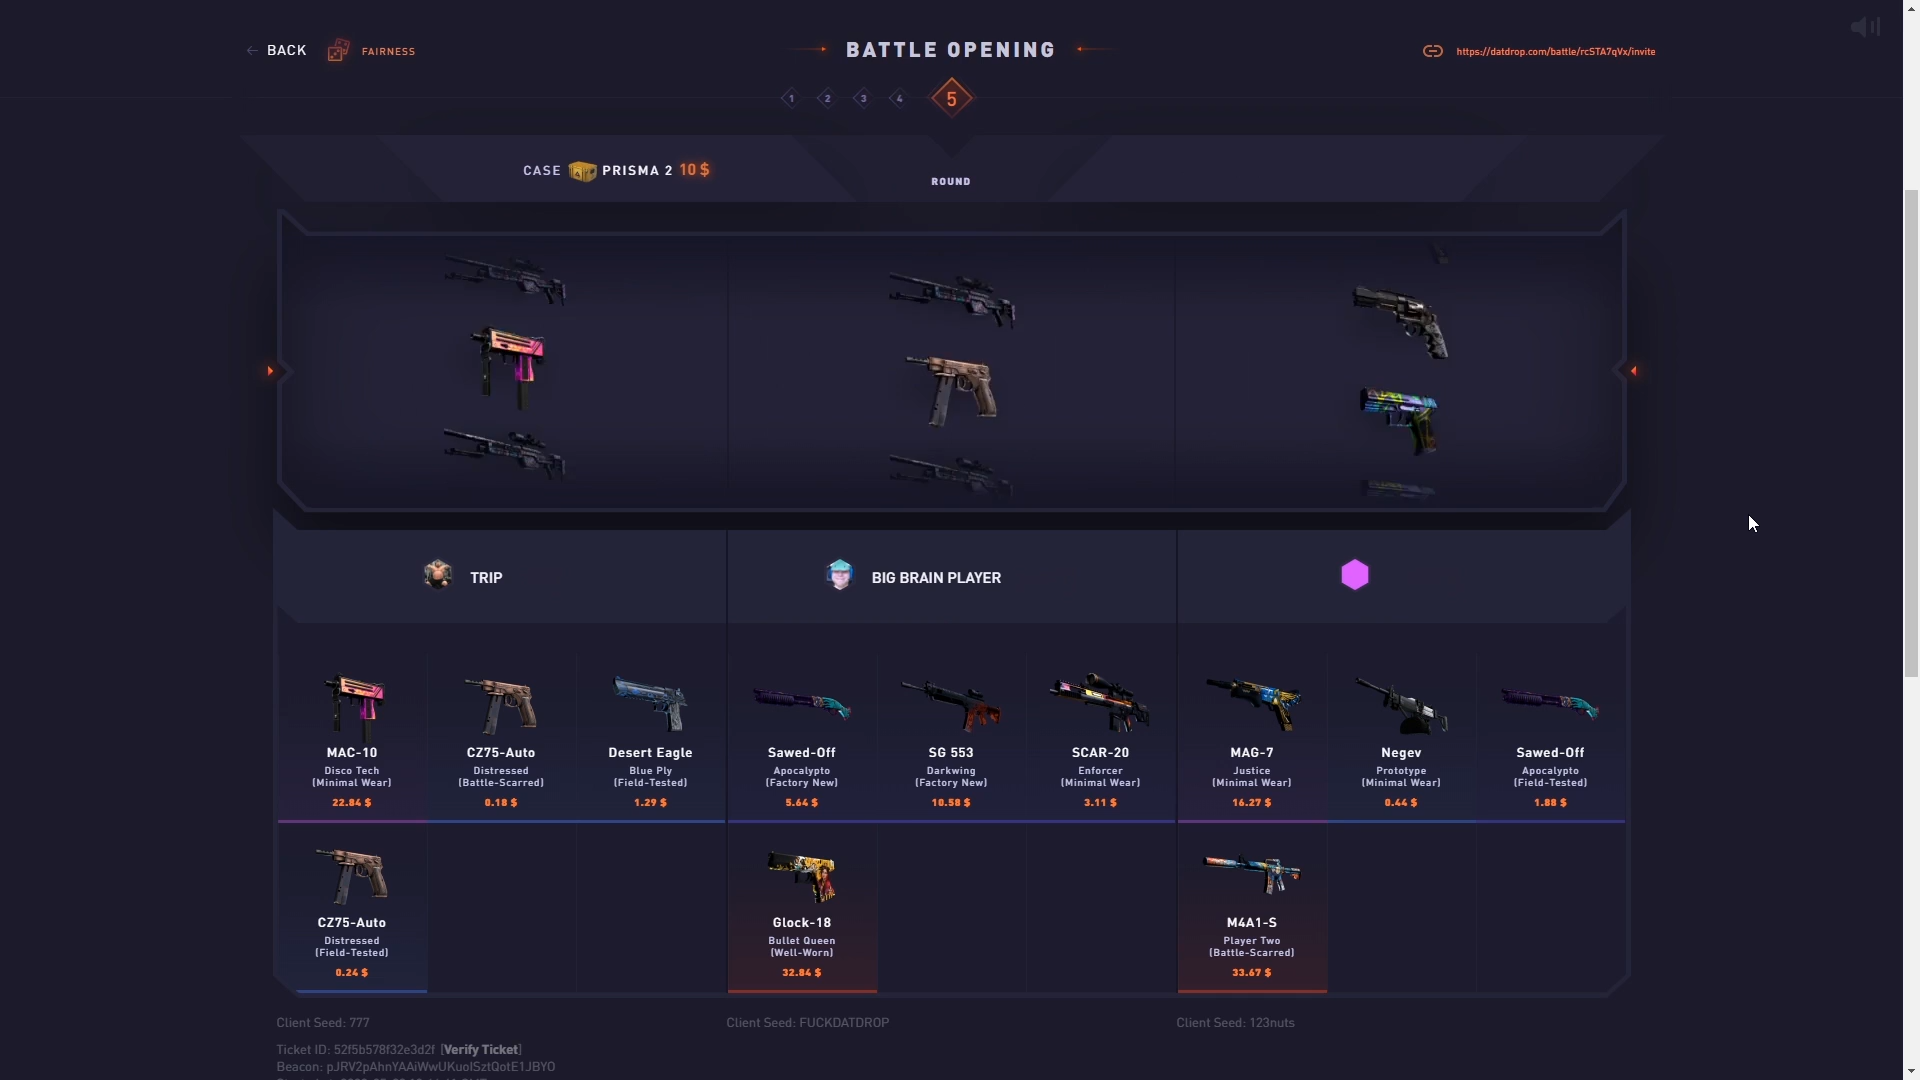 BACK
FAIRNESS
BATTLE OPENING
https://datdrop.com/battle/rcSTA7qVx/invite
1 2 3 4 5
CASE PRISMA 2 10 $
ROUND
TRIP
BIG BRAIN PLAYER
MAC-10
Disco Tech
(Minimal Wear)
22.84 $
CZ75-Auto
Distressed
(Battle-Scarred)
0.18 $
Desert Eagle
Blue Ply
(Field-Tested)
1.29 $
Sawed-Off
Apocalypto
(Factory New)
5.64 $
SG 553
Darkwing
(Factory New)
10.58 $
SCAR-20
Enforcer
(Minimal Wear)
3.11 $
MAG-7
Justice
(Minimal Wear)
16.27 $
Negev
Prototype
(Minimal Wear)
0.44 $
Sawed-Off
Apocalypto
(Field-Tested)
1.88 $
CZ75-Auto
Distressed
(Field-Tested)
0.24 $
Glock-18
Bullet Queen
(Well-Worn)
32.84 $
M4A1-S
Player Two
(Battle-Scarred)
33.67 $
Client Seed: 777
Client Seed: FUCKDATDROP
Client Seed: 123nuts
Ticket ID: 52f5b578f32e3d2f [Verify Ticket]
Beacon: pJRV2pAhnYAAiWwUKuoISztQotE1JBYO